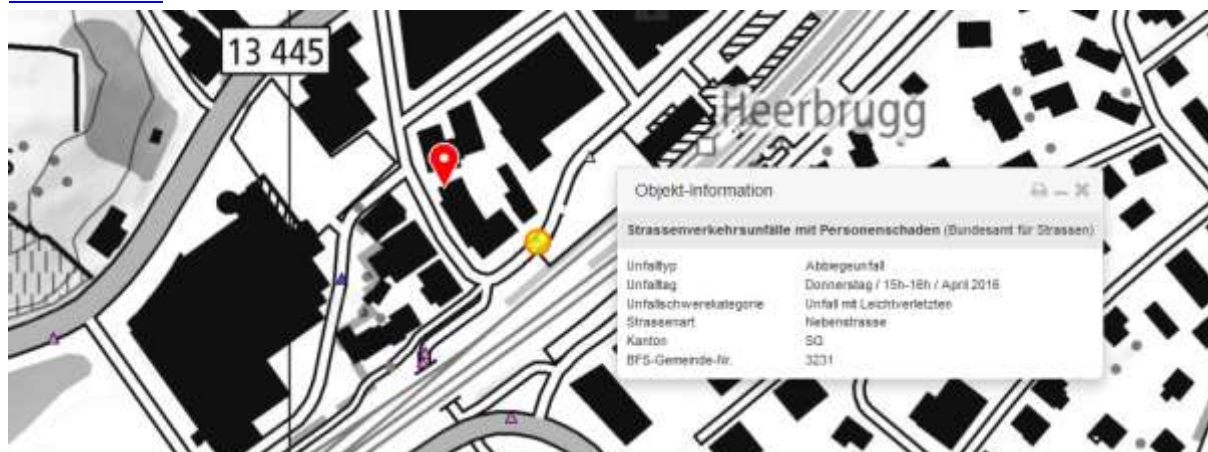 13 445
Heerbrugg
Objekt-Information
Strassenverkehrsunfälle mit Personenschaden (Bundesamt für Strassen)
Unfalltyp Abbiegeunfall
Unfalltag Donnerstag / 15h-16h / April 2016
Unfallschwerekategorie Unfall mit Leichtverletzten
Strassenart Nebenstrasse
Kanton SG
BFS-Gemeinde-Nr. 3231